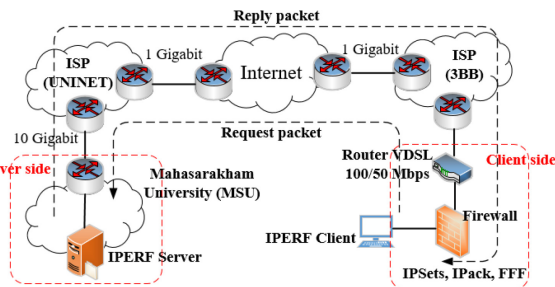 Reply packet
1 Gigabit
1 Gigabit
ISP
(UNINET)
Internet
ISP
(3BB)
10 Gigabit
Request packet
ver side
Mahasarakham
University (MSU)
Router VDSL
100/50 Mbps
Client side
Firewall
IPERF Server
IPERF Client
IPSets, IPack, FFF